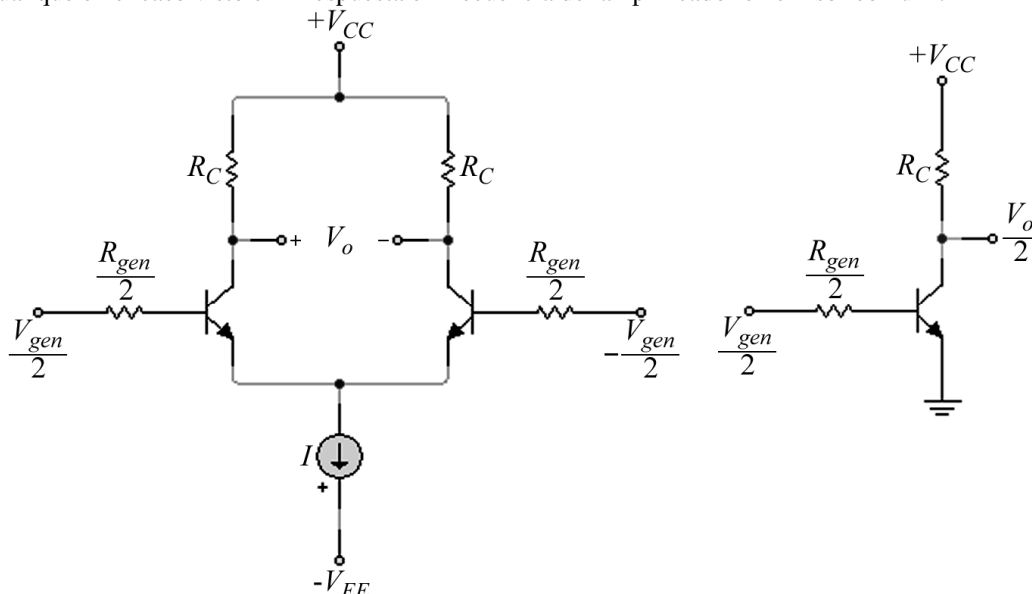 +V_CC
R_C
R_C
+ V_o -
R_gen/2
R_gen/2
V_gen/2
-V_gen/2
I
+
+V_CC
R_C
V_o/2
R_gen/2
V_gen/2